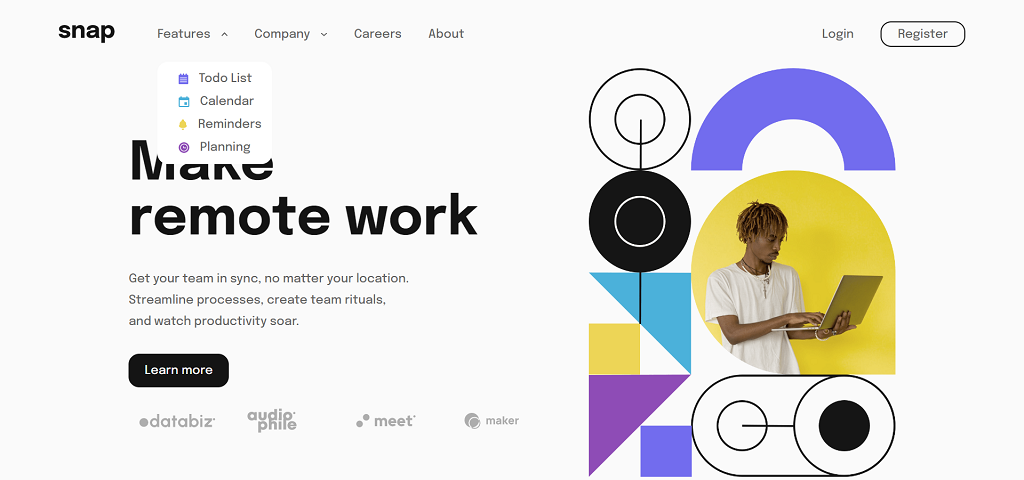 snap
Features
Company
Careers
About
Login
Register
Todo List
Calendar
Reminders
Planning
Make
remote work
Get your team in sync, no matter your location.
Streamline processes, create team rituals,
and watch productivity soar.
Learn more
databiz
audiophile
meet
maker